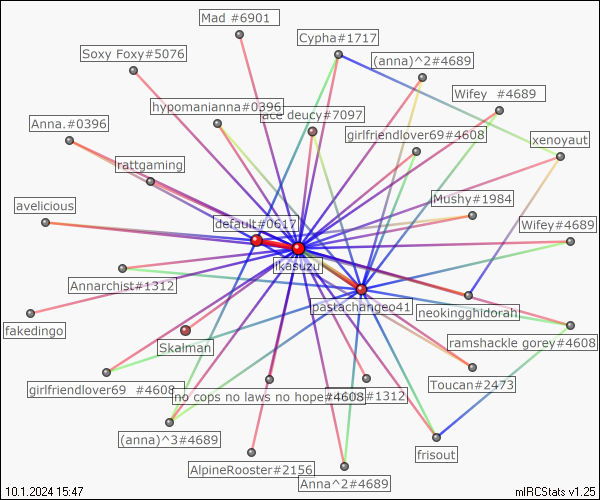 Mad #6901
Cypha#1717
Soxy Foxy#5076
(anna)^2#4689
Wifey  #4689
hypomanianna#0396
ace deucy#7097
Anna.#0396
girlfriendlover69#4608
xenoyaut
rattgaming
Mushy#1984
avelicious
default#0617
Wifey#4689
ikasuzu
Annarchist#1312
pastachangeo41
neokingghidorah
fakedingo
Skalman
ramshackle gorey#4608
Toucan#2473
girlfriendlover69  #4608
no cops no laws no hope#4608
#1312
(anna)^3#4689
frisout
AlpineRooster#2156
Anna^2#4689
10.1.2024 15:47
mIRCStats v1.25